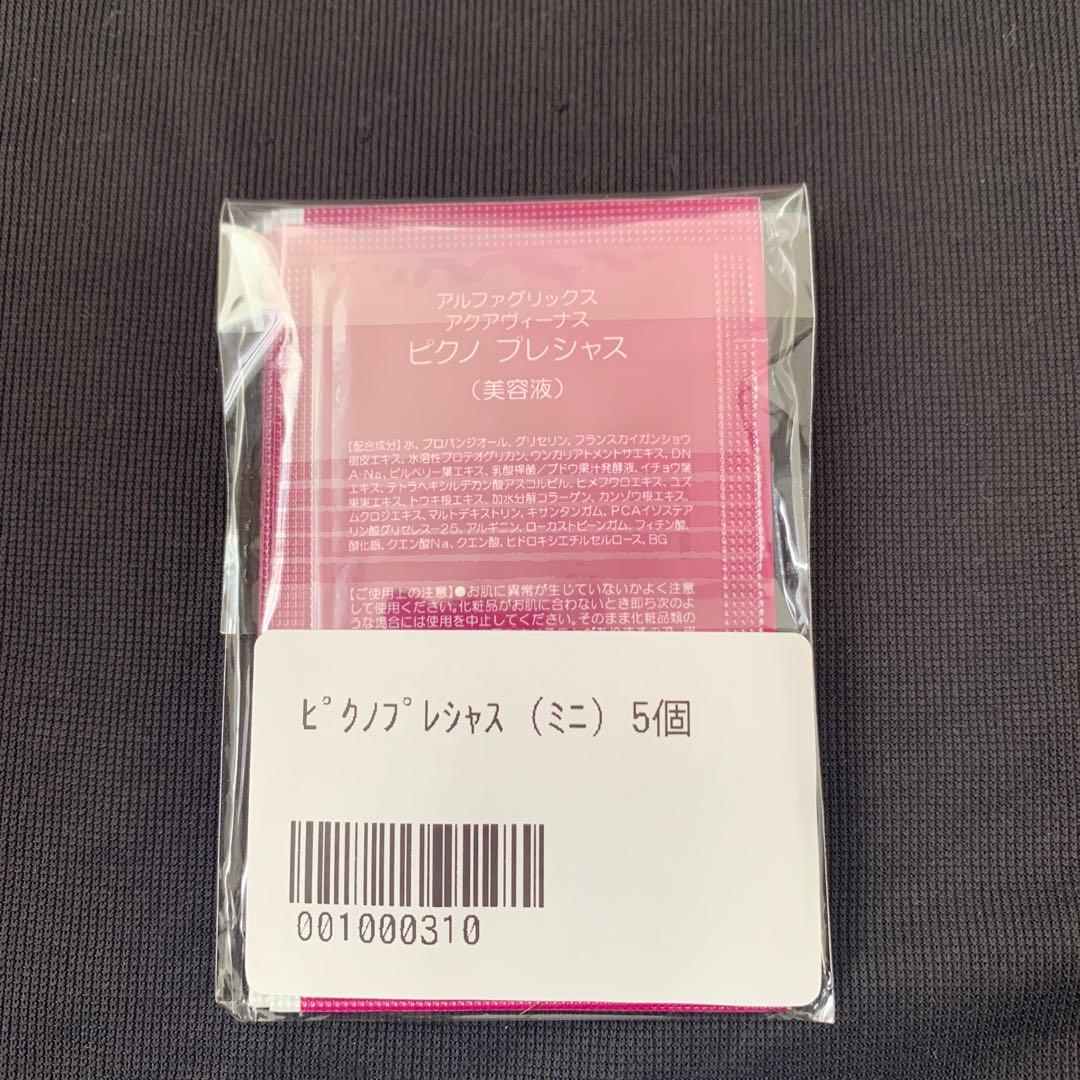 アルファグリックス
アクアヴィーナス
ピクノ プレシャス
（美容液）
【配合成分】水、プロパンジオール、グリセリン、フランスカイガンショウ
樹皮エキス、水溶性プロテオグリカン、ウンカリアトメントサエキス、DN
A-Na、ビルベリー葉エキス、乳酸桿菌／ブドウ果汁発酵液、イチョウ葉
エキス、テトラヘキシルデカン酸アスコルビル、ヒメフウロエキス、ユズ
果実エキス、トウキ根エキス、加水分解コラーゲン、カンゾウ根エキス、
ムクロジエキス、マルトデキストリン、キサンタンガム、PCAイソステア
リン酸グリセレス-25、アルギニン、ローカストビーンガム、フィチン酸、
酸化銀、クエン酸Na、クエン酸、ヒドロキシエチルセルロース、BG
【ご使用上の注意】●お肌に異常が生じていないかよく注意
して使用ください。化粧品がお肌に合わないとき即ち次のよ
うな場合には使用を中止してください。そのまま化粧品類の
ﾋﾟｸﾉﾌﾟﾚｼｬｽ（ミニ）5個
001000310